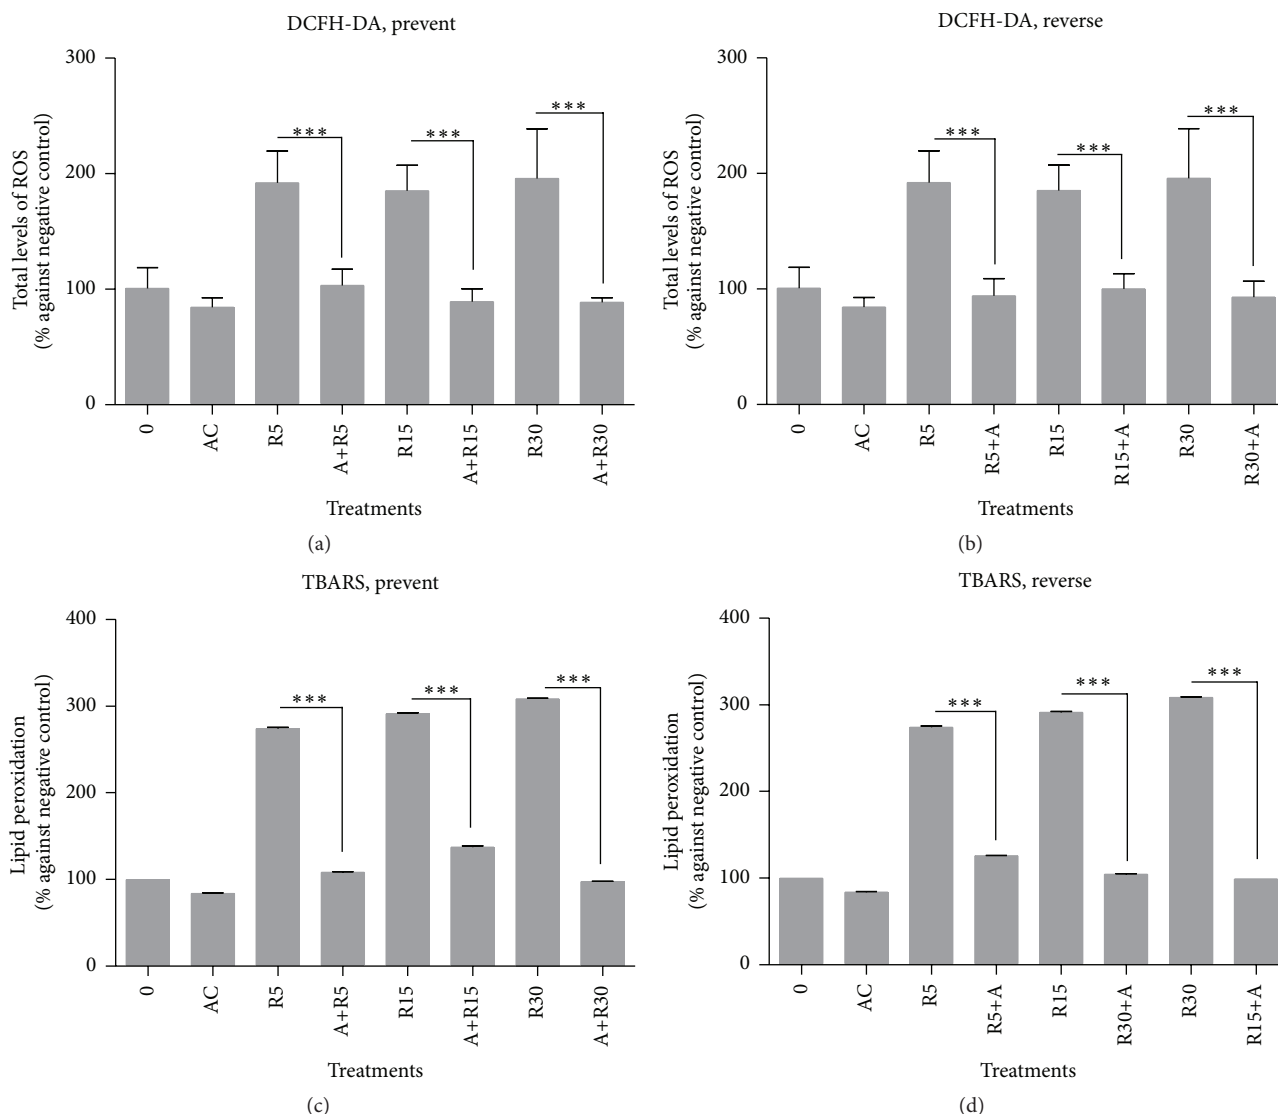 DCFH-DA, prevent
Total levels of ROS
(% against negative control)
300
200
100
0
***
***
***
0
AC
R5
A+R5
R15
A+R15
R30
A+R30
Treatments
(a)
DCFH-DA, reverse
Total levels of ROS
(% against negative control)
300
200
100
0
***
***
***
0
AC
R5
R5+A
R15
R15+A
R30
R30+A
Treatments
(b)
TBARS, prevent
Lipid peroxidation
(% against negative control)
400
300
200
100
0
***
***
***
0
AC
R5
A+R5
R15
A+R15
R30
A+R30
Treatments
(c)
TBARS, reverse
Lipid peroxidation
(% against negative control)
400
300
200
100
0
***
***
***
0
AC
R5
R5+A
R15
R30+A
R30
R15+A
Treatments
(d)